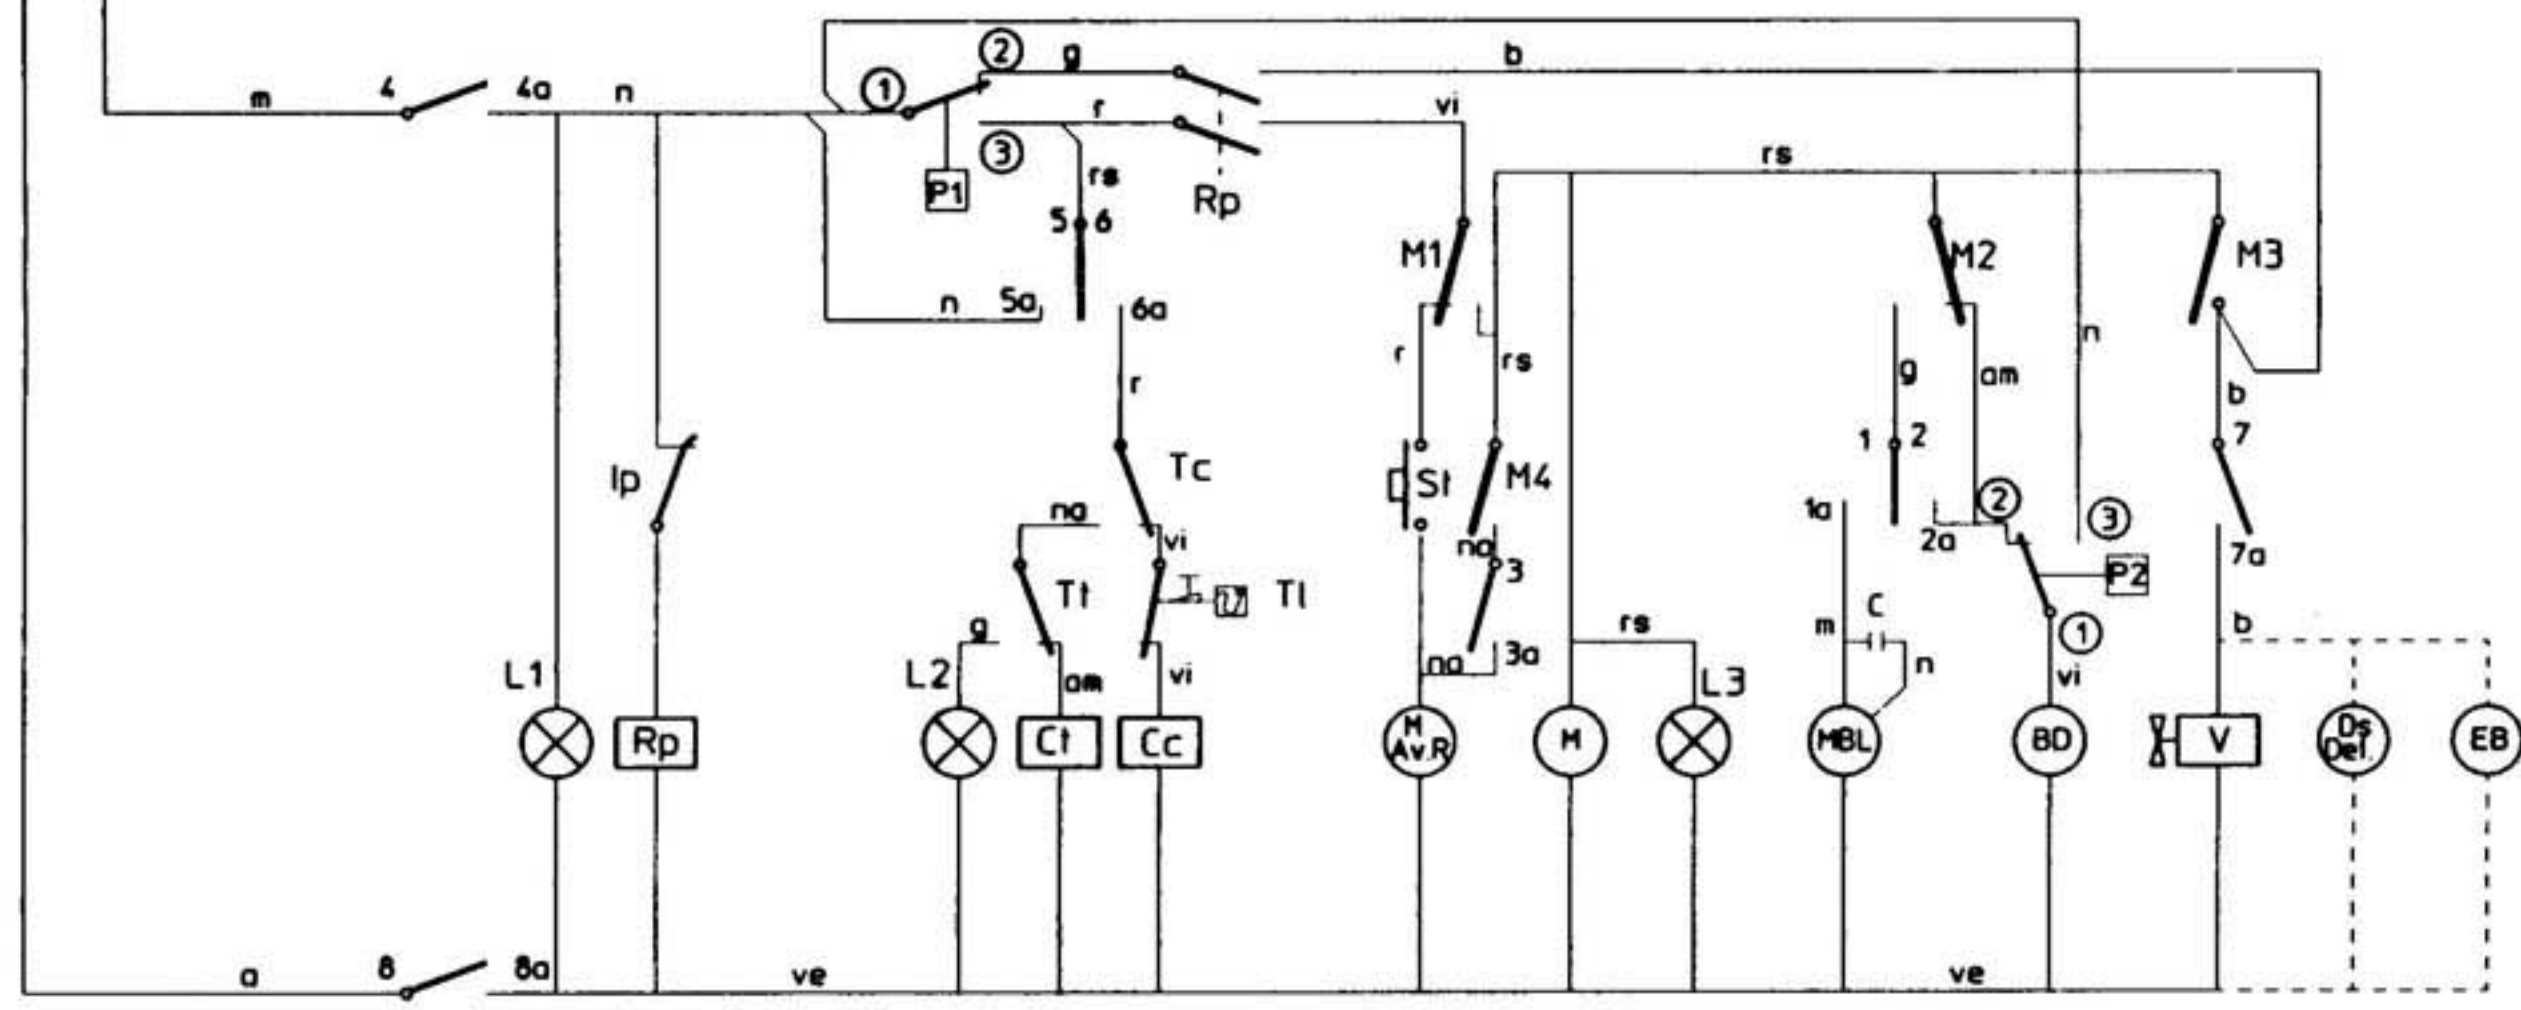 ② g b
m 4 4a n ① r vi
③ rs
P1 rs Rp
5 6
M1 M2 M3
n 5a 6a
n
r rs g am b
r
1 2 7
Ip Tc St M4
na 1a ② ③
vi na 2a 7a
3 P2
Tt Tl
C
g m rs b
① 
L1 L2 am vi na 3a L3 n vi
Rp Ct Cc M Av.R M MBL BD V Ds Def. EB
a 8 8a ve ve